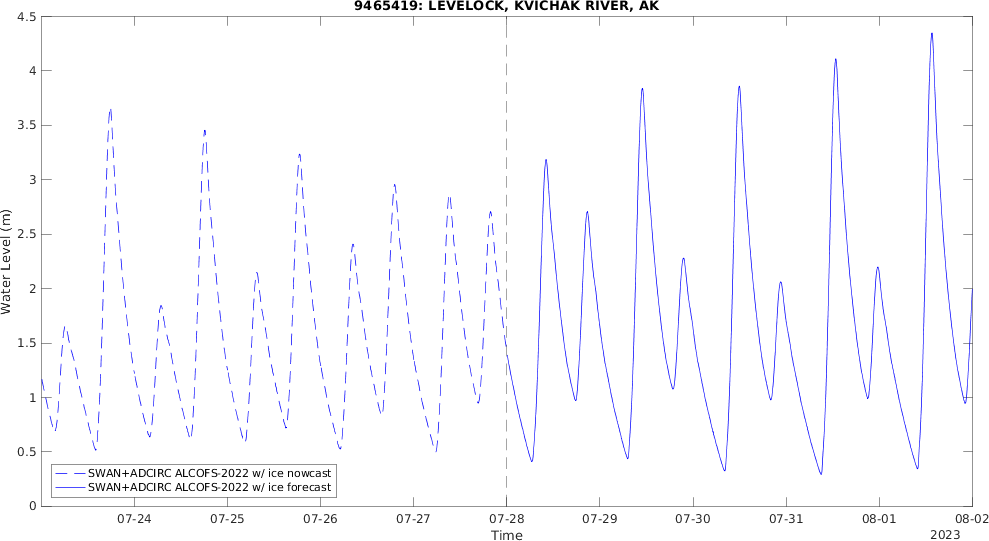 9465419: LEVELOCK, KVICHAK RIVER, AK
4.5
4
3.5
3
2.5
2
1.5
1
0.5
0
Water Level (m)
SWAN+ADCIRC ALCOFS-2022 w/ ice nowcast
SWAN+ADCIRC ALCOFS-2022 w/ ice forecast
07-24 07-25 07-26 07-27 07-28 07-29 07-30 07-31 08-01 08-02
Time
2023